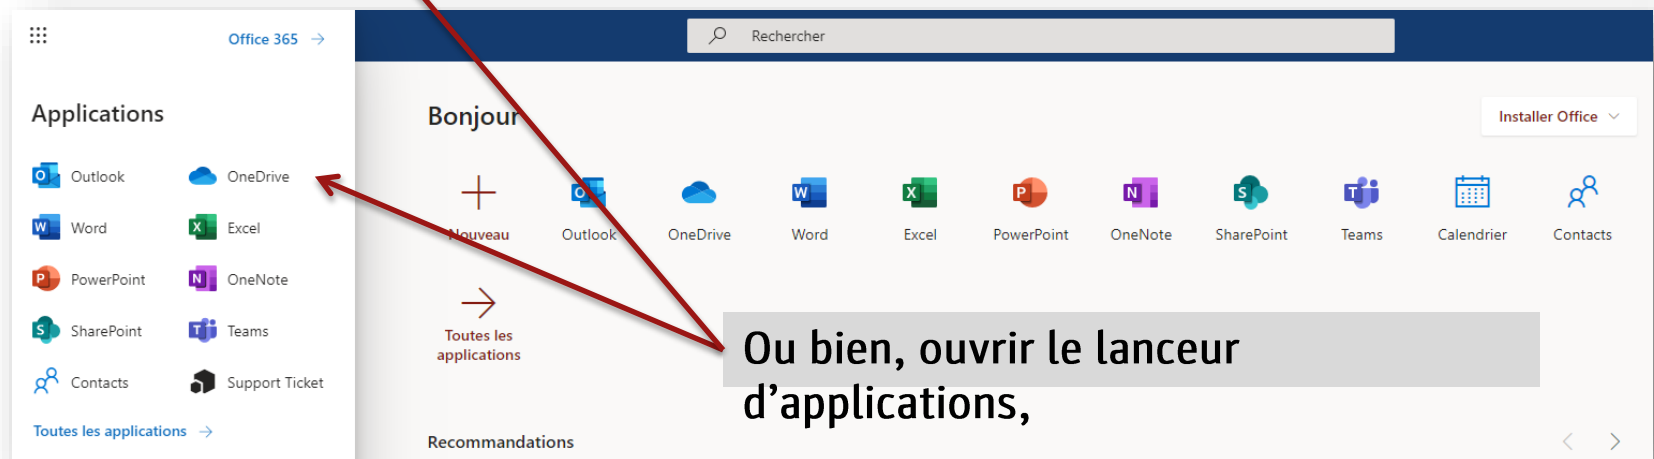 Office 365 →
Rechercher
Applications
Outlook
OneDrive
Word
Excel
PowerPoint
OneNote
SharePoint
Teams
Contacts
Support Ticket
Toutes les applications →
Bonjour
Installer Office
Nouveau
Outlook
OneDrive
Word
Excel
PowerPoint
OneNote
SharePoint
Teams
Calendrier
Contacts
Toutes les
applications
Ou bien, ouvrir le lanceur
d’applications,
Recommandations